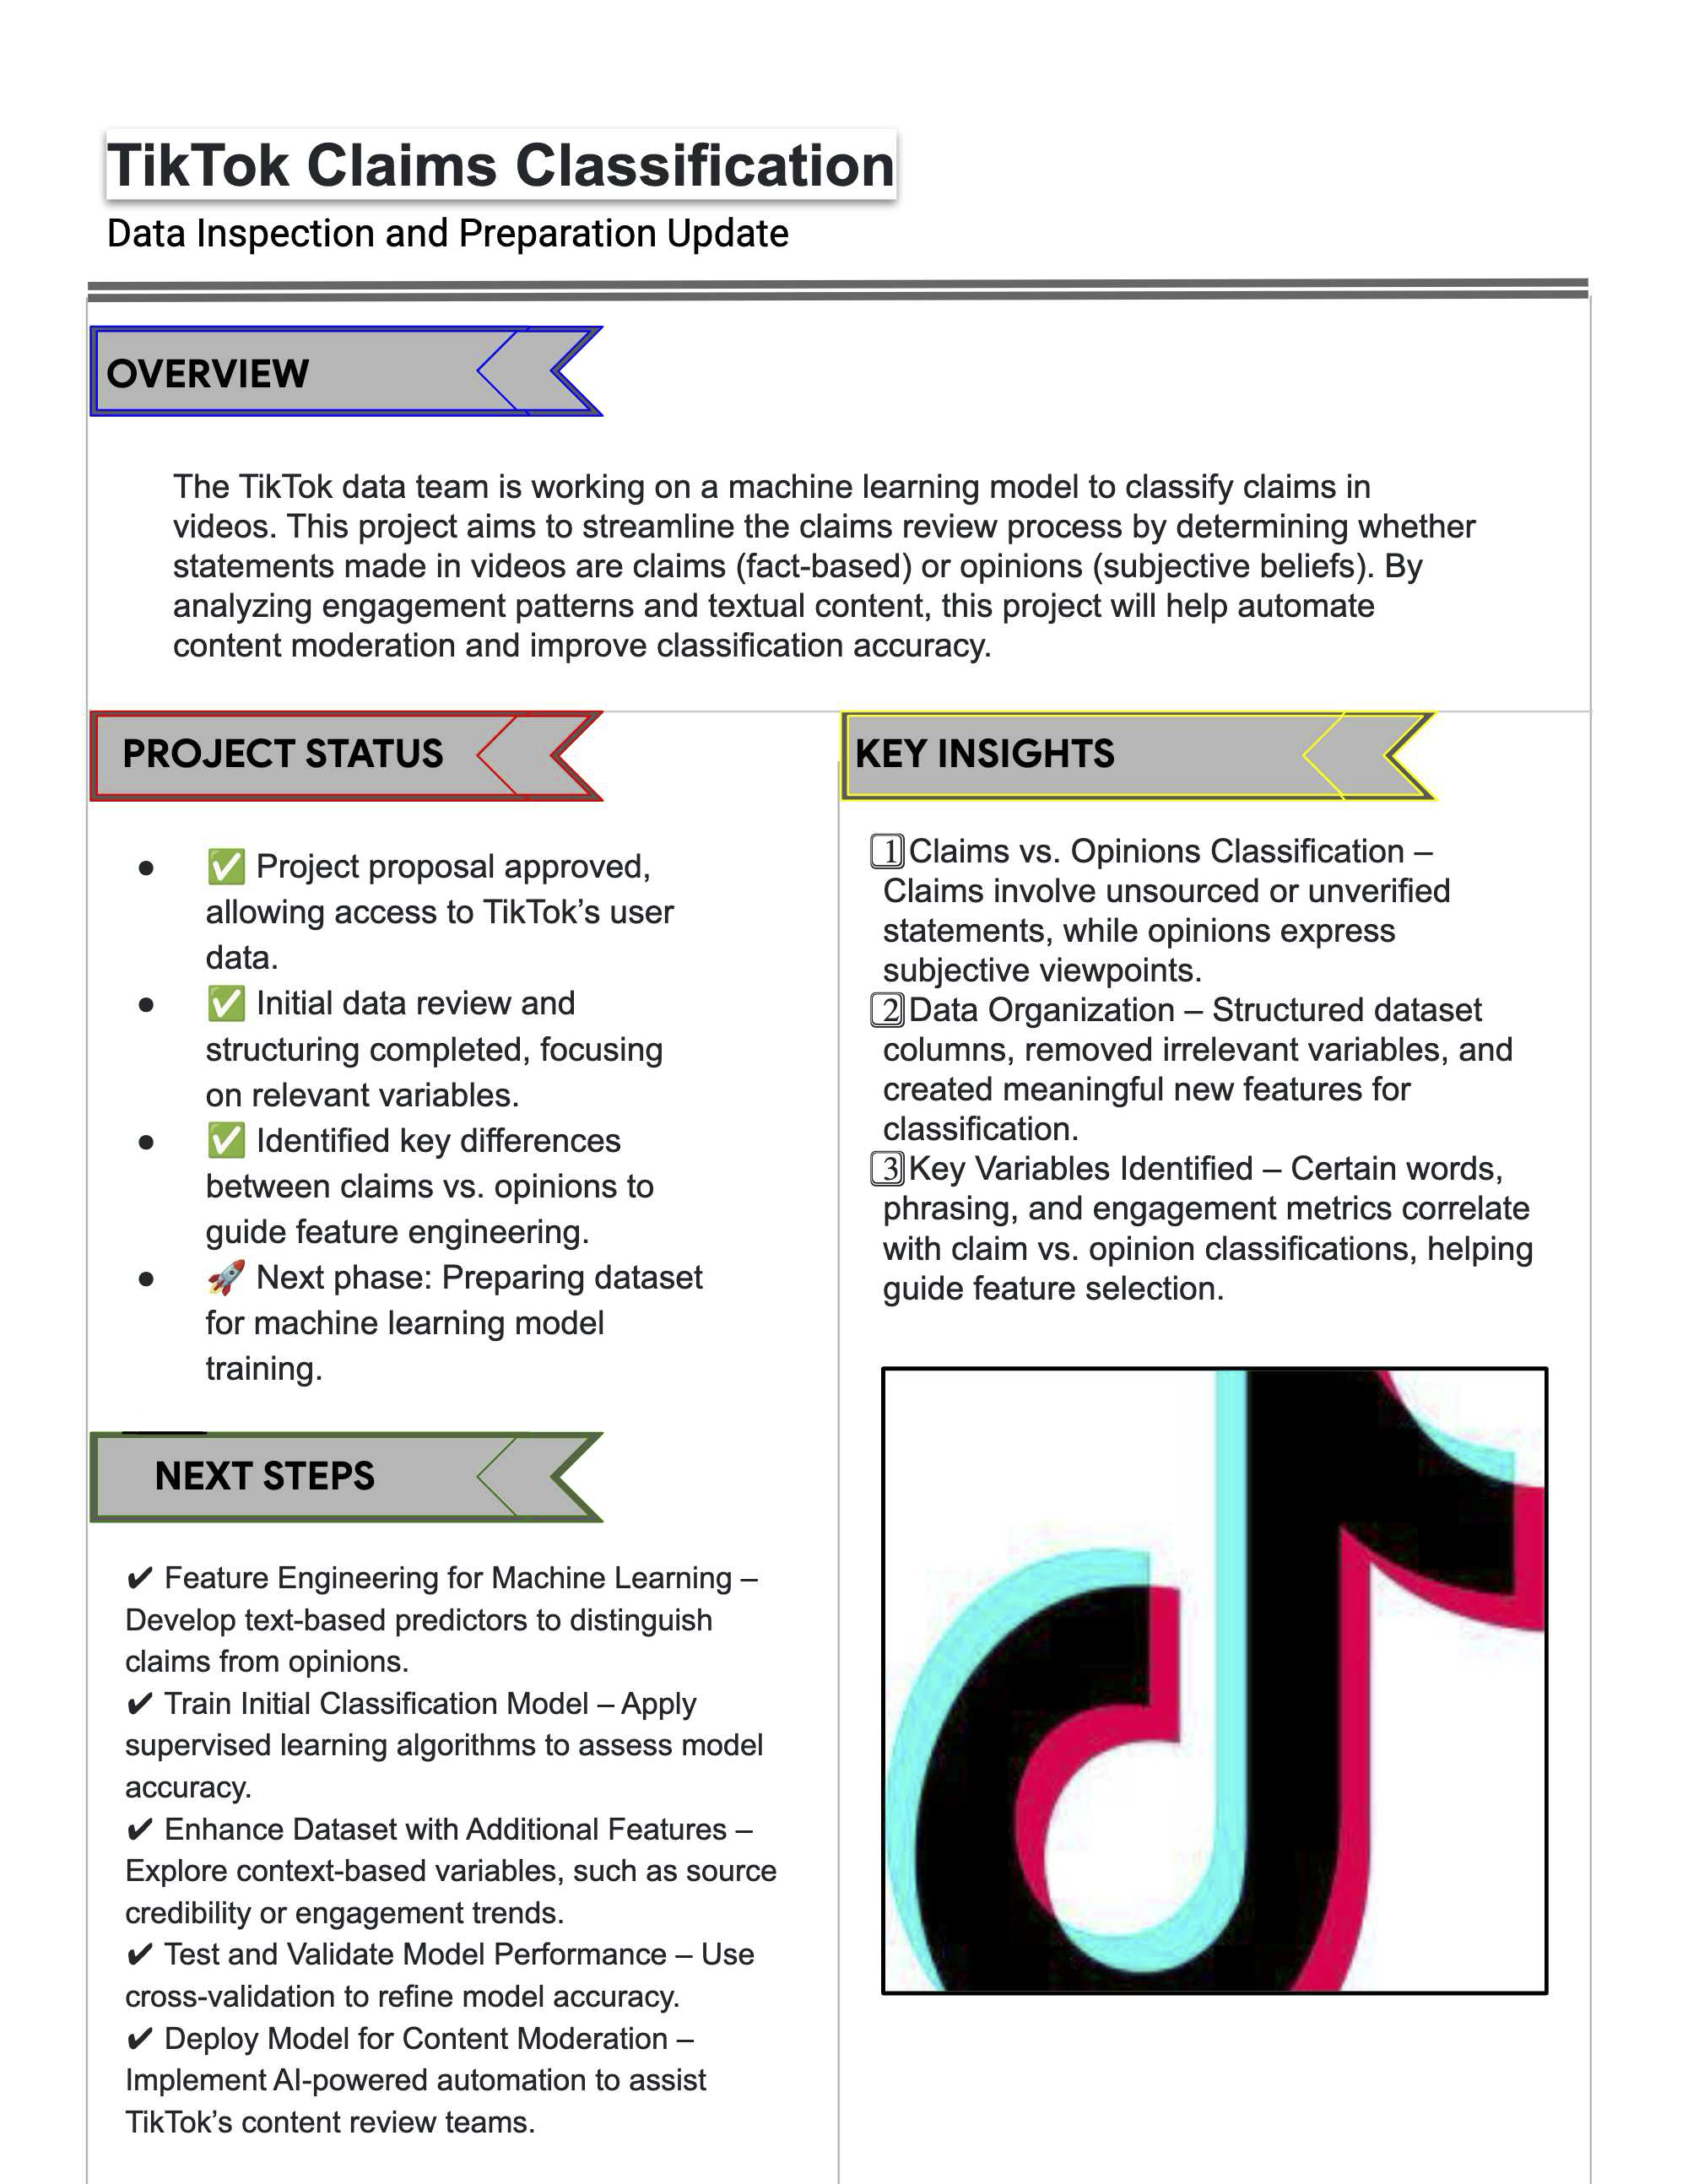 TikTok Claims Classification
Data Inspection and Preparation Update
OVERVIEW
The TikTok data team is working on a machine learning model to classify claims in
videos. This project aims to streamline the claims review process by determining whether
statements made in videos are claims (fact-based) or opinions (subjective beliefs). By
analyzing engagement patterns and textual content, this project will help automate
content moderation and improve classification accuracy.
PROJECT STATUS
● ✅ Project proposal approved,
allowing access to TikTok’s user
data.
● ✅ Initial data review and
structuring completed, focusing
on relevant variables.
● ✅ Identified key differences
between claims vs. opinions to
guide feature engineering.
● 🚀 Next phase: Preparing dataset
for machine learning model
training.
NEXT STEPS
✔ Feature Engineering for Machine Learning –
Develop text-based predictors to distinguish
claims from opinions.
✔ Train Initial Classification Model – Apply
supervised learning algorithms to assess model
accuracy.
✔ Enhance Dataset with Additional Features –
Explore context-based variables, such as source
credibility or engagement trends.
✔ Test and Validate Model Performance – Use
cross-validation to refine model accuracy.
✔ Deploy Model for Content Moderation –
Implement AI-powered automation to assist
TikTok’s content review teams.
KEY INSIGHTS
1️⃣ Claims vs. Opinions Classification –
Claims involve unsourced or unverified
statements, while opinions express
subjective viewpoints.
2️⃣ Data Organization – Structured dataset
columns, removed irrelevant variables, and
created meaningful new features for
classification.
3️⃣ Key Variables Identified – Certain words,
phrasing, and engagement metrics correlate
with claim vs. opinion classifications, helping
guide feature selection.